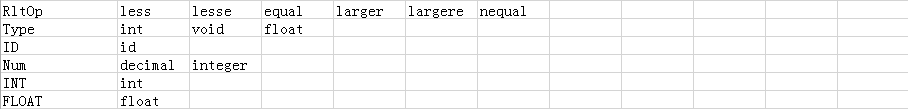 RltOp less lesse equal larger largere nequal
Type int void float
ID id
Num decimal integer
INT int
FLOAT float